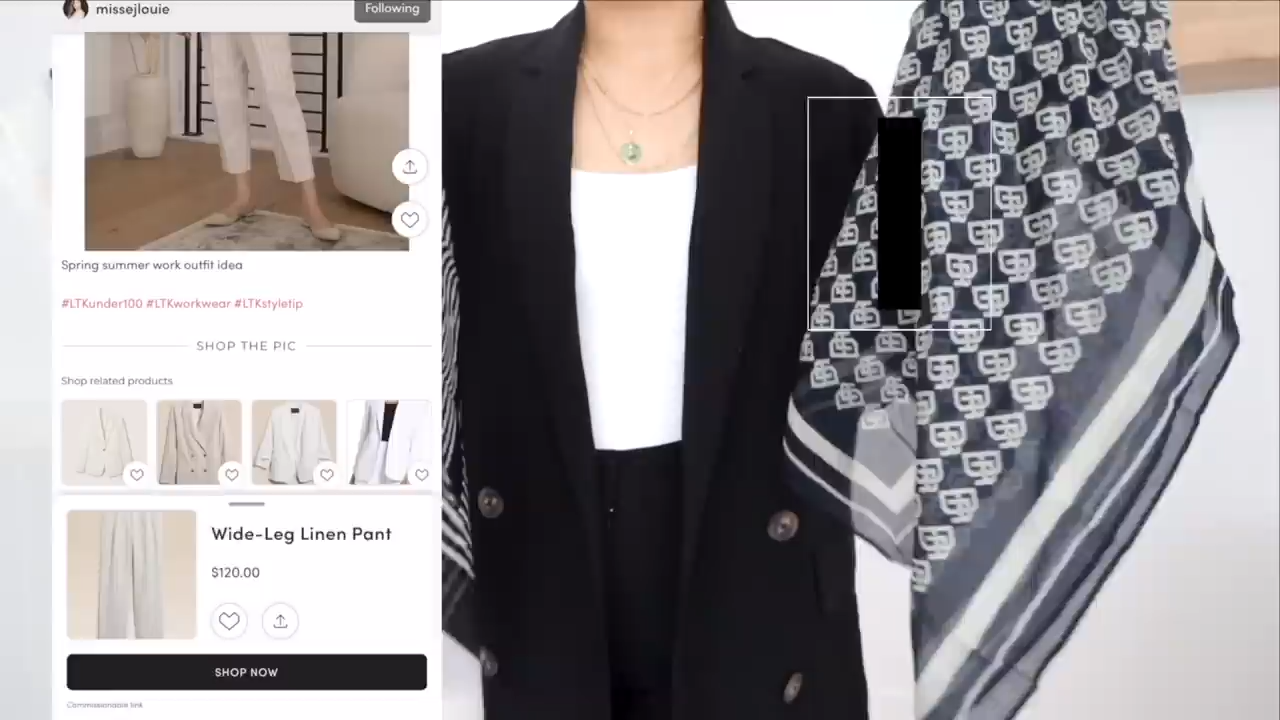 missejlouie
Following
Spring summer work outfit idea
#LTKunder100 #LTKworkwear #LTKstyletip
SHOP THE PIC
Shop related products
Wide-Leg Linen Pant
$120.00
SHOP NOW
Commissionable link